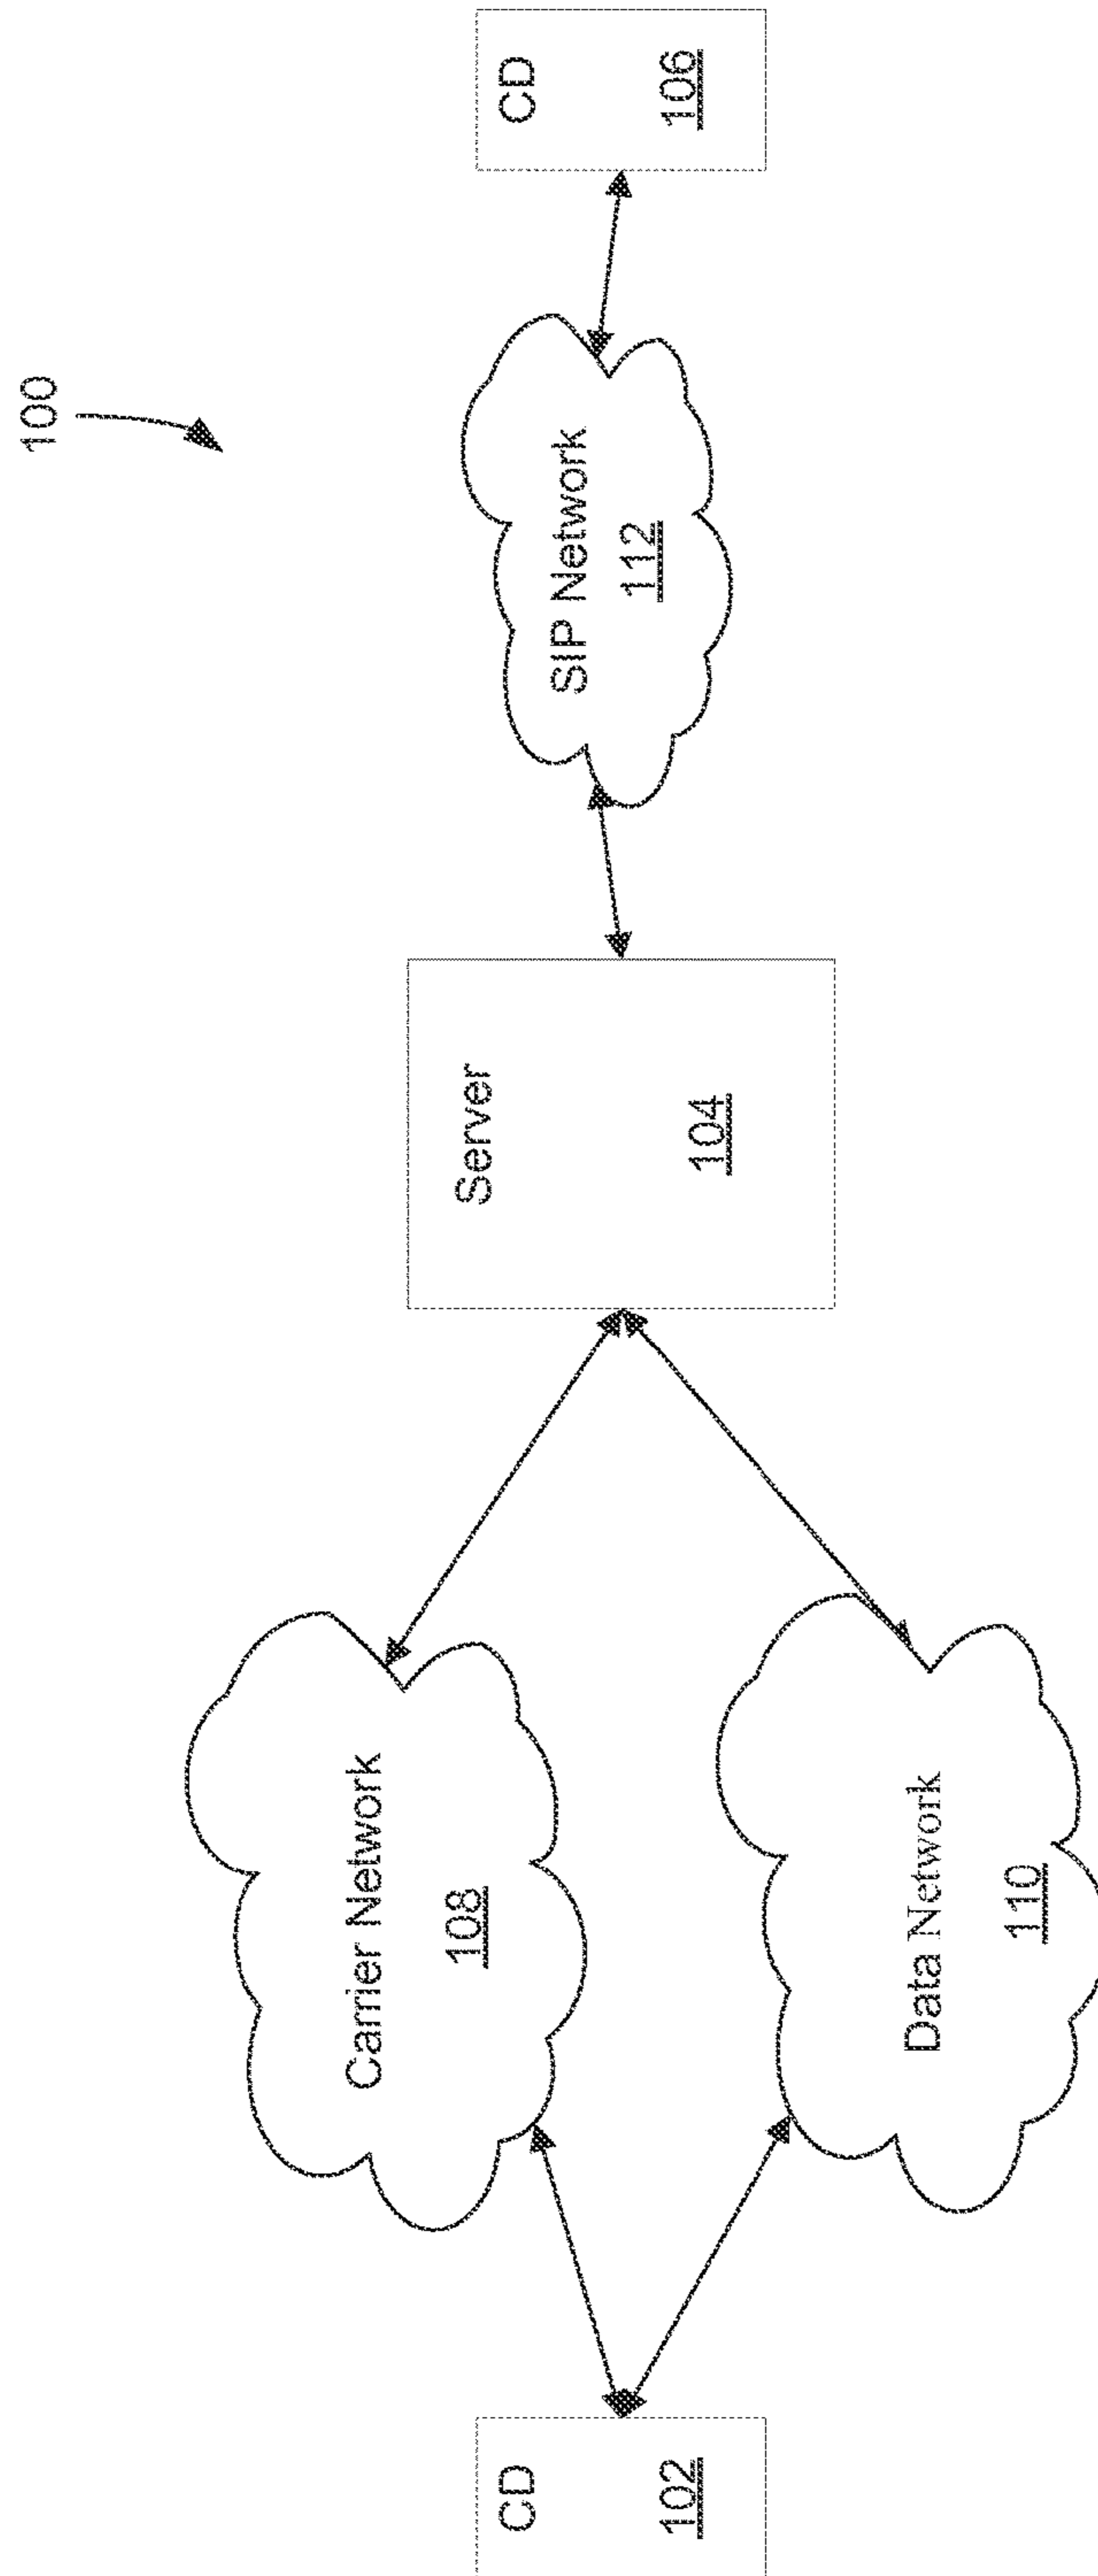 100
CD
102
Carrier Network
108
Data Network
110
Server
104
SIP Network
112
CD
106